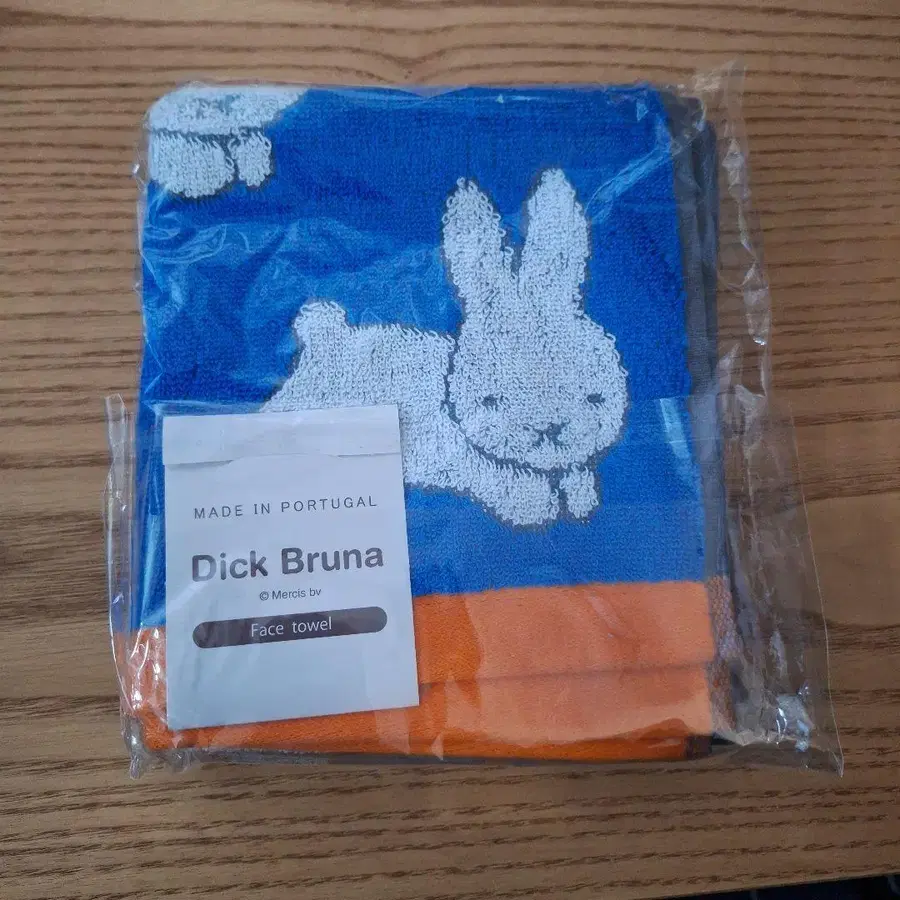 MADE IN PORTUGAL
Dick Bruna
© Mercis bv
Face towel